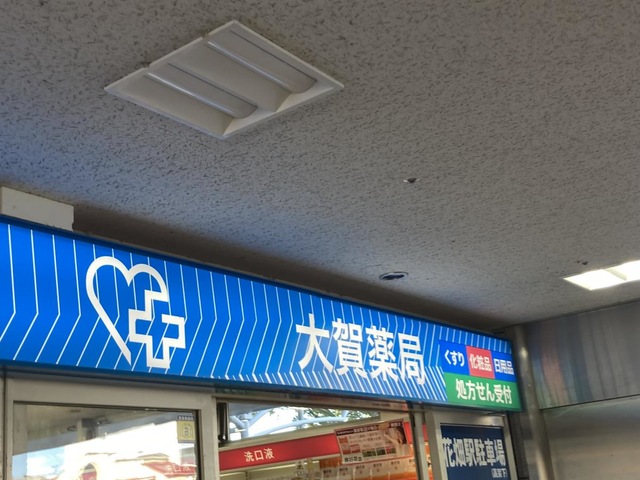 大賀薬局
くすり 化粧品 日用品
処方せん受付
洗口液
花畑駅駐車場